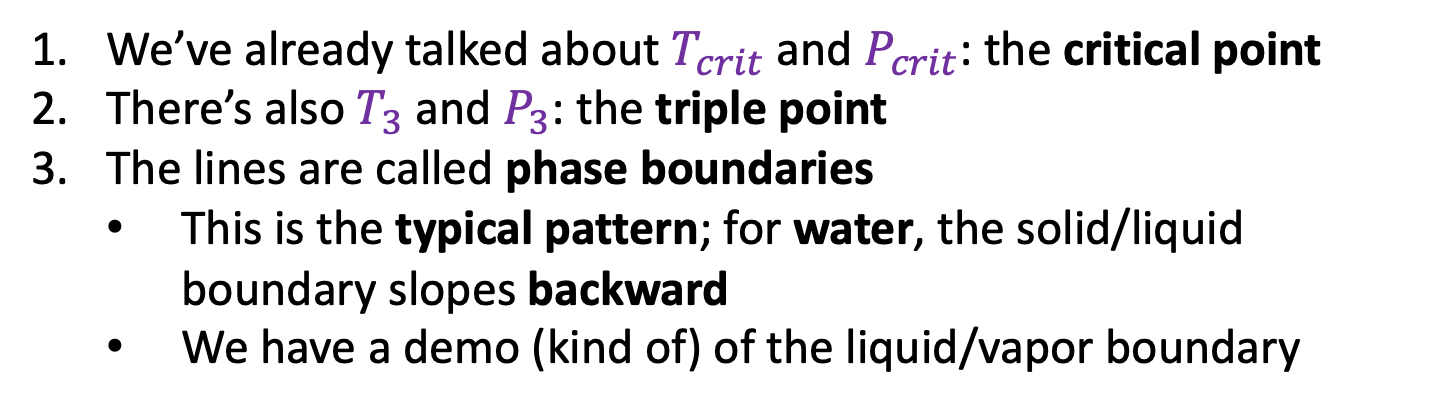 1. We’ve already talked about T_crit and P_crit: the critical point
2. There’s also T_3 and P_3: the triple point
3. The lines are called phase boundaries
• This is the typical pattern; for water, the solid/liquid
boundary slopes backward
• We have a demo (kind of) of the liquid/vapor boundary